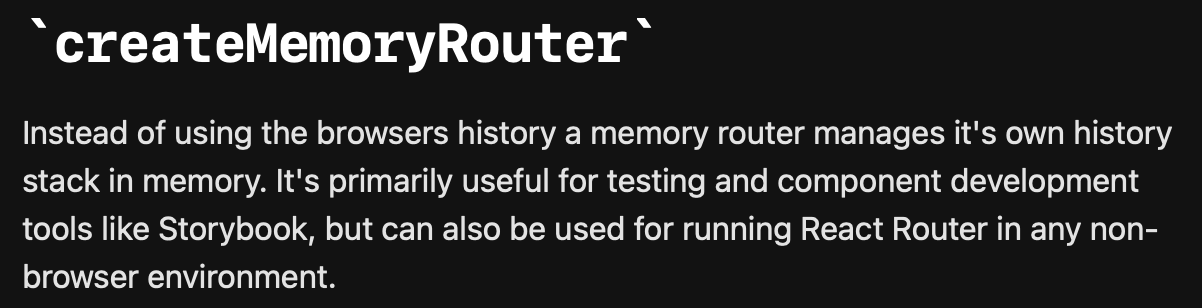 `createMemoryRouter`
Instead of using the browsers history a memory router manages it's own history
stack in memory. It's primarily useful for testing and component development
tools like Storybook, but can also be used for running React Router in any non-
browser environment.